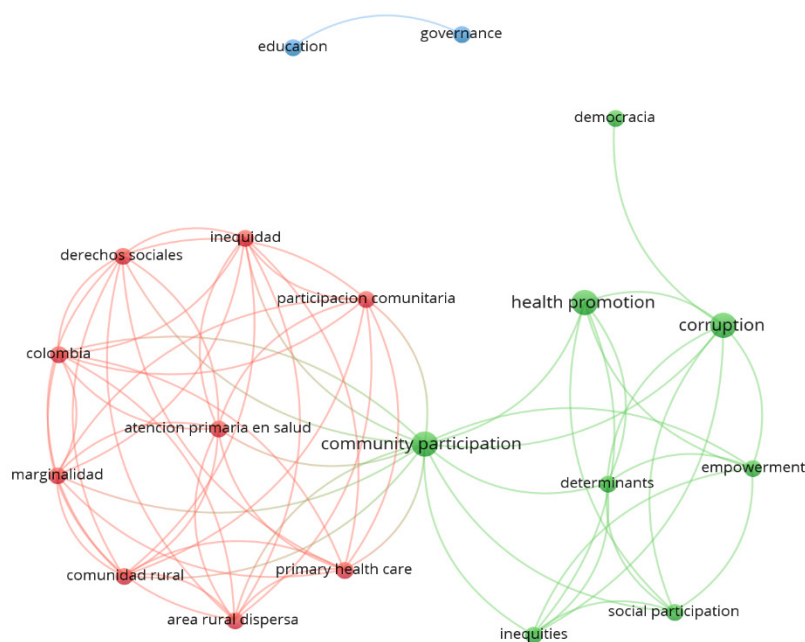 governance
education
democracia
inequidad
derechos sociales
participacion comunitaria
health promotion
corruption
colombia
atencion primaria en salud
community participation
empowerment
marginalidad
determinants
primary health care
comunidad rural
social participation
area rural dispersa
inequities